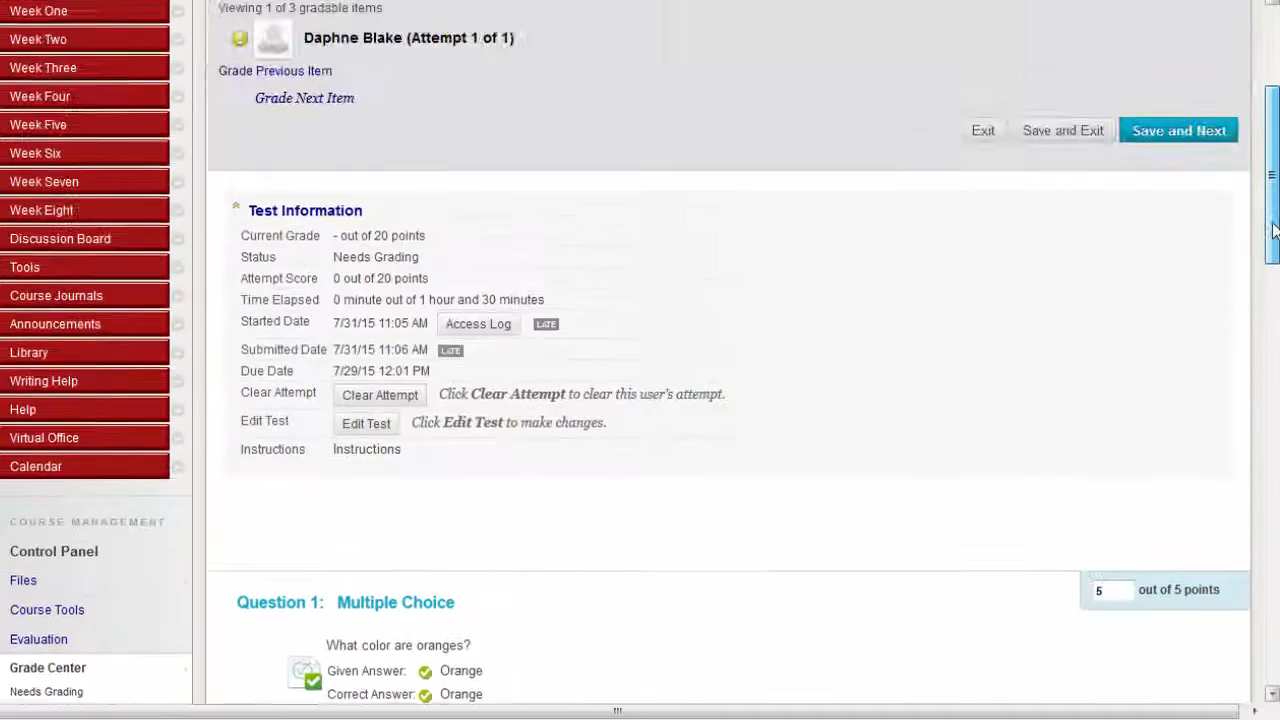 Week One
Week Two
Week Three
Week Four
Week Five
Week Six
Week Seven
Week Eight
Discussion Board
Tools
Course Journals
Announcements
Library
Writing Help
Help
Virtual Office
Calendar
COURSE MANAGEMENT
Control Panel
Files
Course Tools
Evaluation
Grade Center
Needs Grading
Viewing 1 of 3 gradable items
Daphne Blake (Attempt 1 of 1)
Grade Previous Item
Grade Next Item
Exit Save and Exit Save and Next
Test Information
Current Grade - out of 20 points
Status Needs Grading
Attempt Score 0 out of 20 points
Time Elapsed 0 minute out of 1 hour and 30 minutes
Started Date 7/31/15 11:05 AM Access Log LATE
Submitted Date 7/31/15 11:06 AM LATE
Due Date 7/29/15 12:01 PM
Clear Attempt Clear Attempt Click Clear Attempt to clear this user's attempt.
Edit Test Edit Test Click Edit Test to make changes.
Instructions Instructions
Question 1: Multiple Choice 5 out of 5 points
What color are oranges?
Given Answer: Orange
Correct Answer: Orange